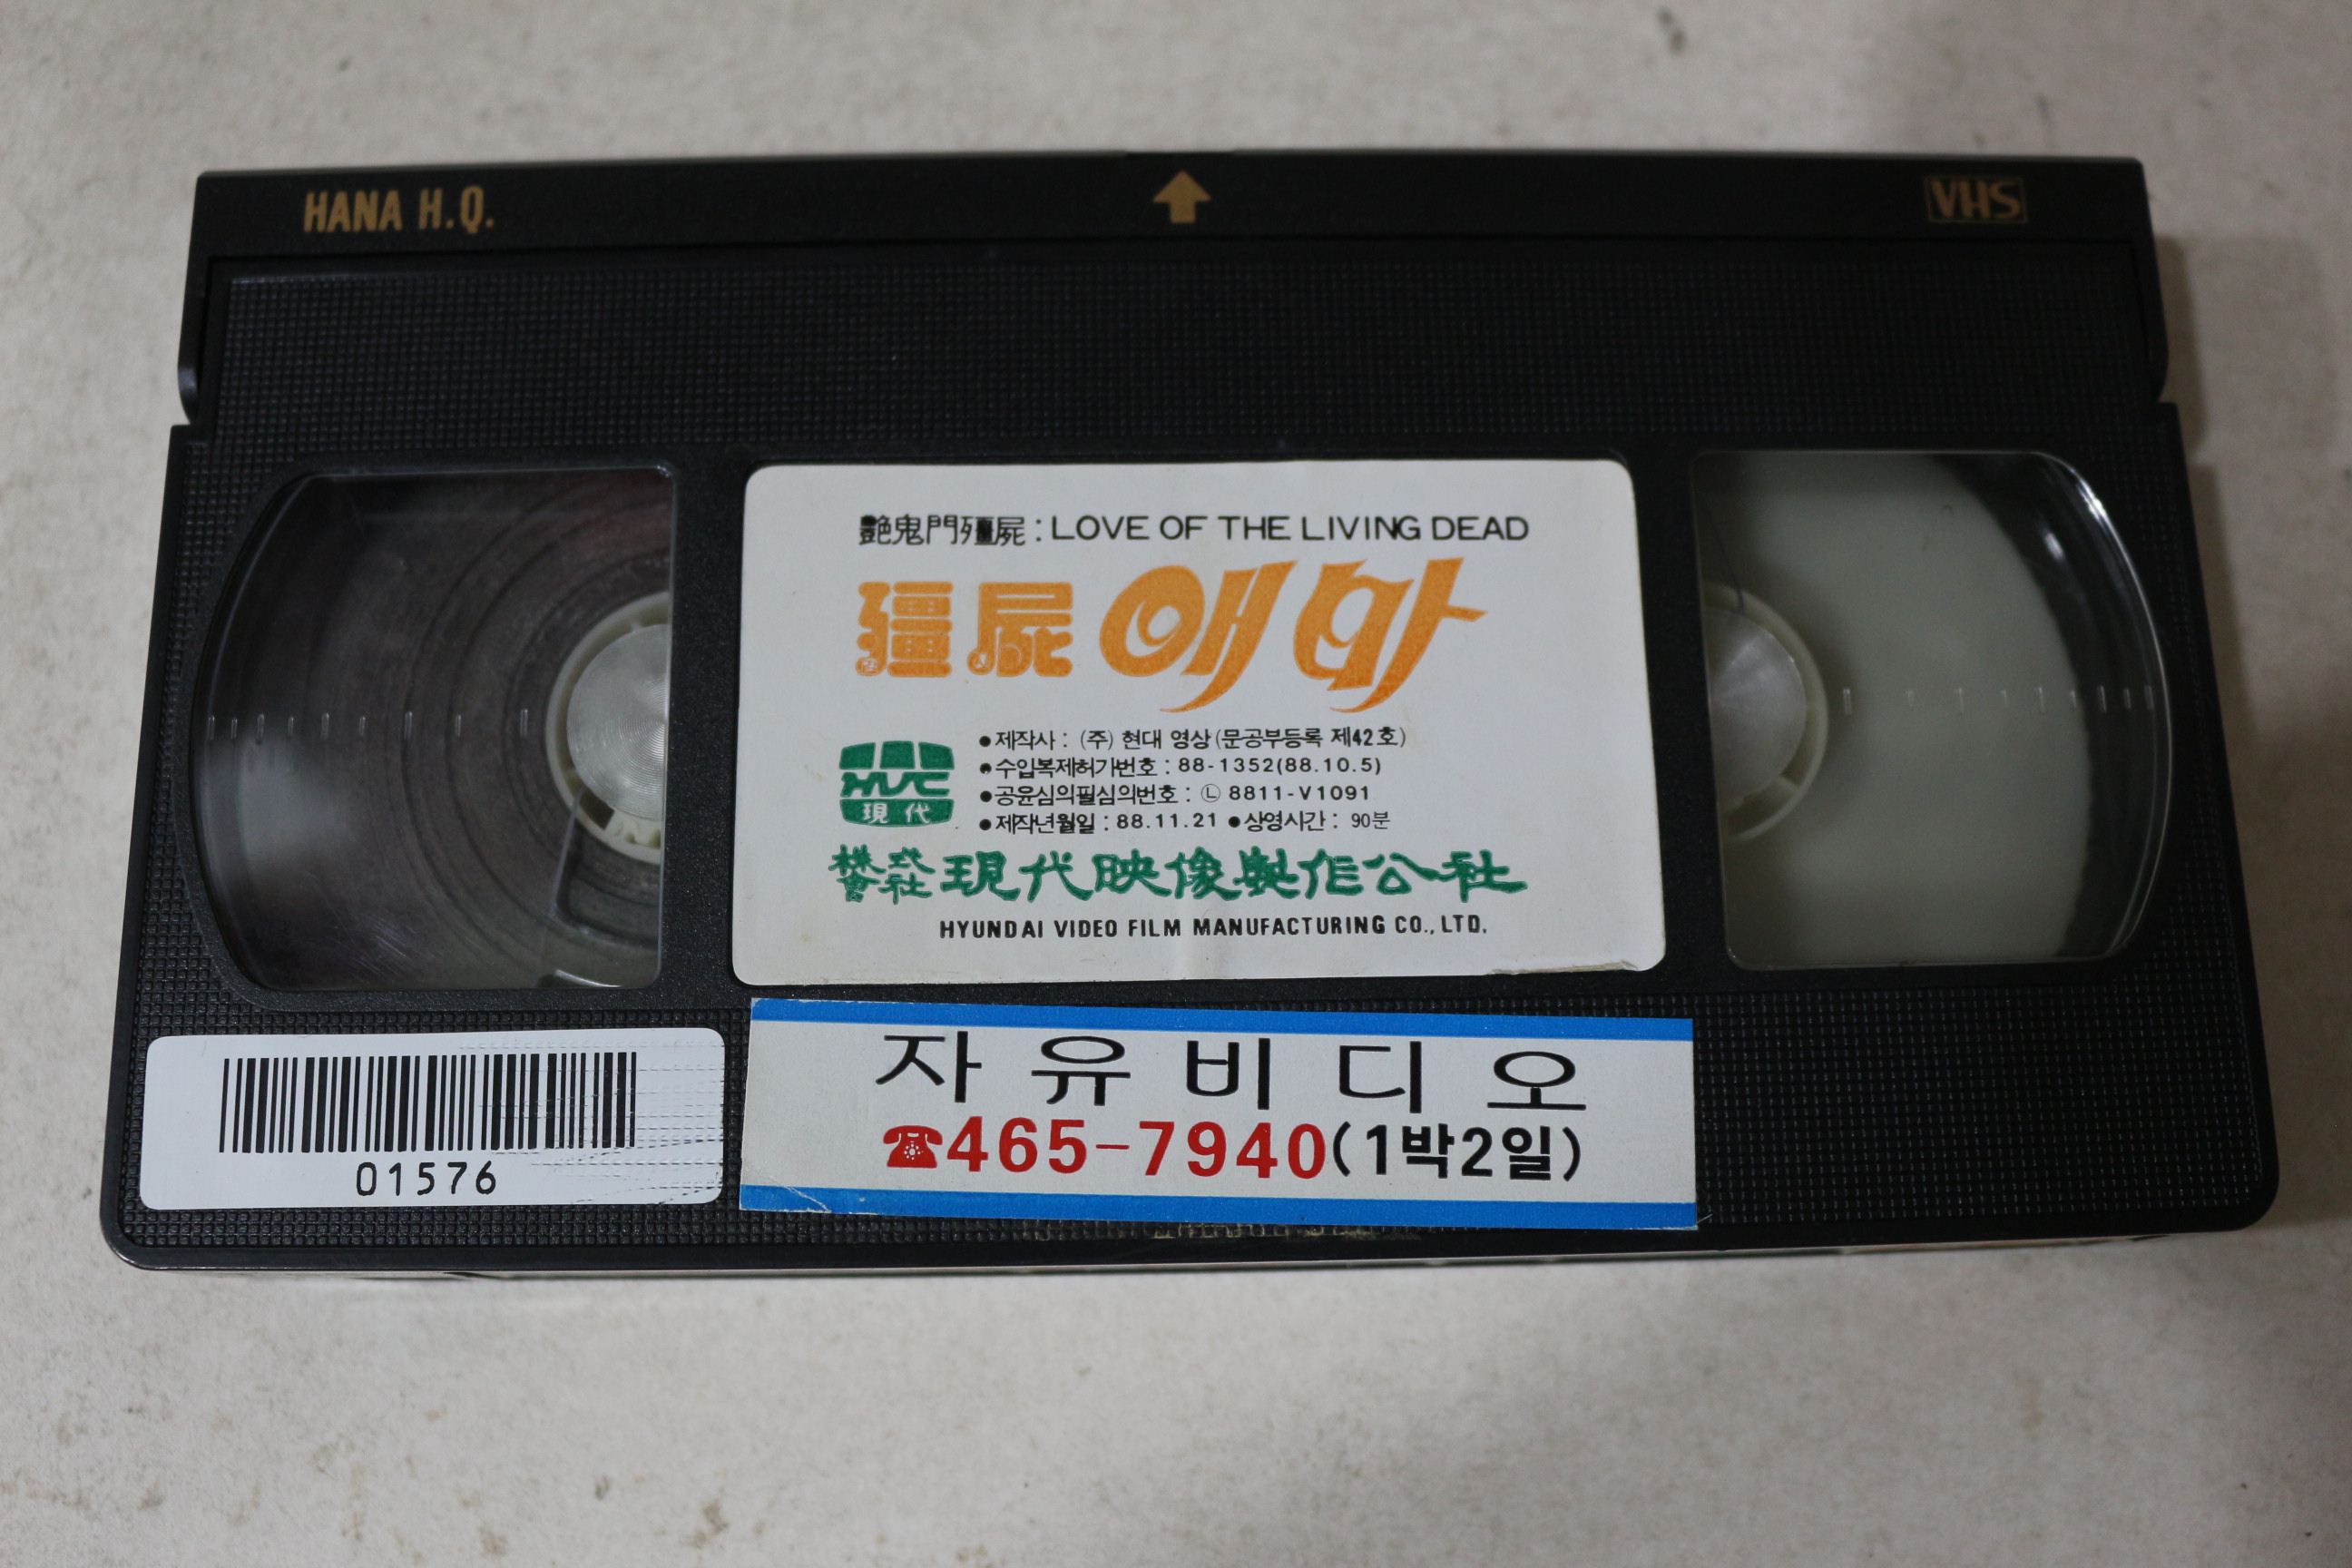 HANA H.Q.
VHS
艶鬼門殭屍 : LOVE OF THE LIVING DEAD
殭屍 애마
●제작사 : (주) 현대 영상 (문공부등록 제42호)
●수입복제허가번호 : 88-1352(88.10.5)
●공윤심의필심의번호 : Ⓛ 8811-V1091
●제작년월일 : 88.11.21 ●상영시간 : 90분
HVC
現代
株式會社 現代映像製作公社
HYUNDAI VIDEO FILM MANUFACTURING CO., LTD.
01576
자유비디오
☎465-7940(1박2일)